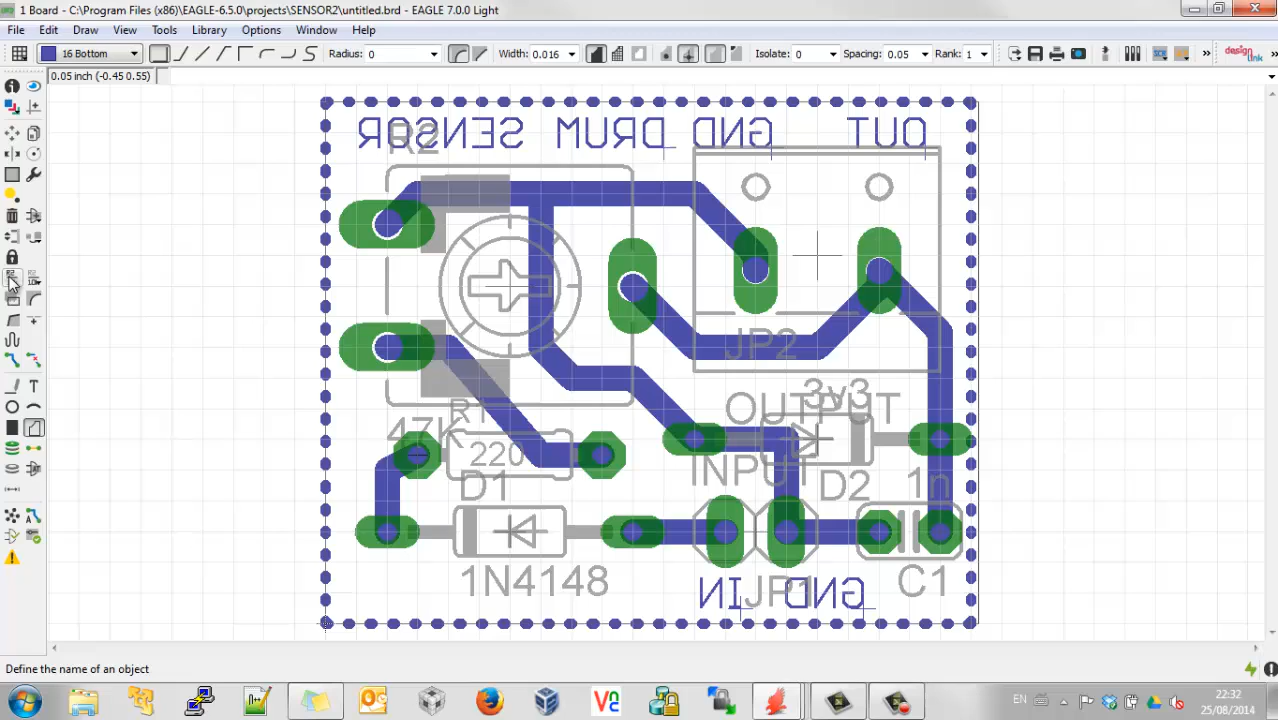 1 Board - C:\Program Files (x86)\EAGLE-6.5.0\projects\SENSOR2\untitled.brd - EAGLE 7.0.0 Light
File Edit Draw View Tools Library Options Window Help
16 Bottom Radius: 0 Width: 0.016 Isolate: 0 Spacing: 0.05 Rank: 1 design link
0.05 inch (-0.45 0.55)
DRUM SENSOR GND OUT
R2
JP2
3v3
OUTPUT
R1
47K
220
INPUT
D1
D2
1n
1N4148
IN
JP1
GND
C1
Define the name of an object
EN
22:32
25/08/2014